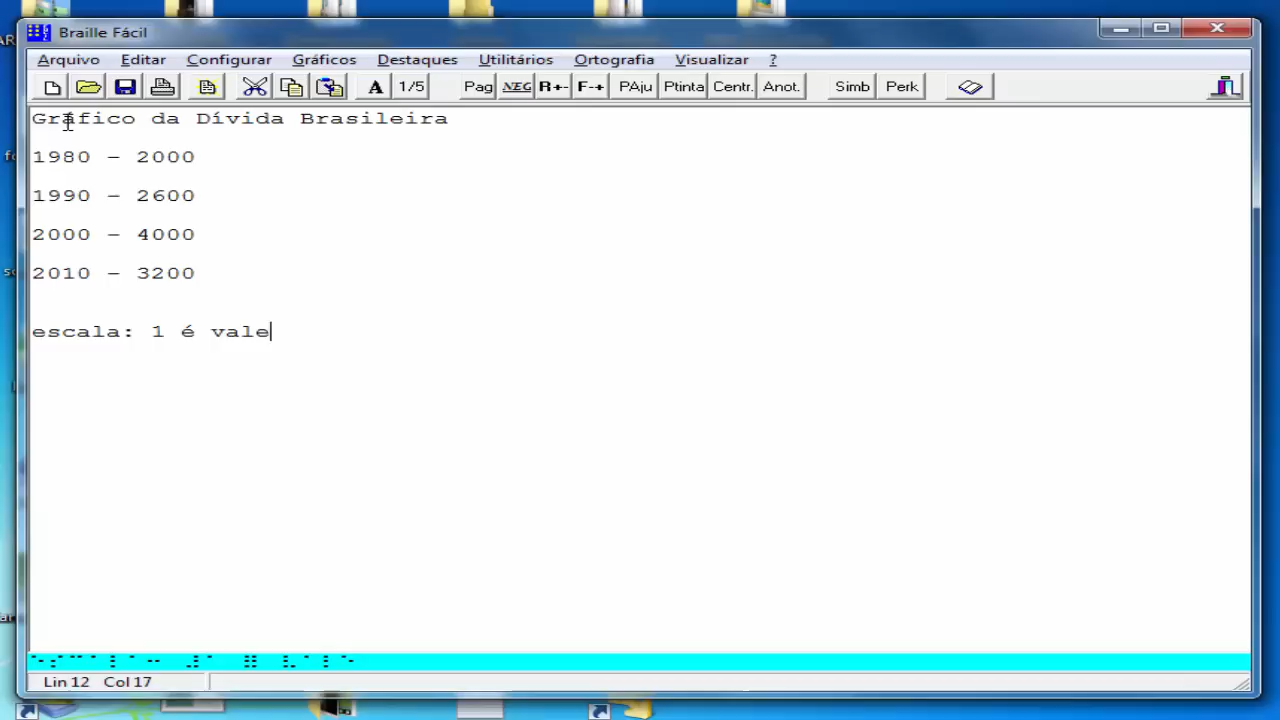 Braille Fácil
Arquivo Editar Configurar Gráficos Destaques Utilitários Ortografia Visualizar ?
A 1/5 Pag NEG R+- F-+ PAju Ptinta Centr. Anot. Simb Perk
Gráfico da Dívida Brasileira
1980 - 2000
1990 - 2600
2000 - 4000
2010 - 3200
escala: 1 é vale
Lin 12 Col 17